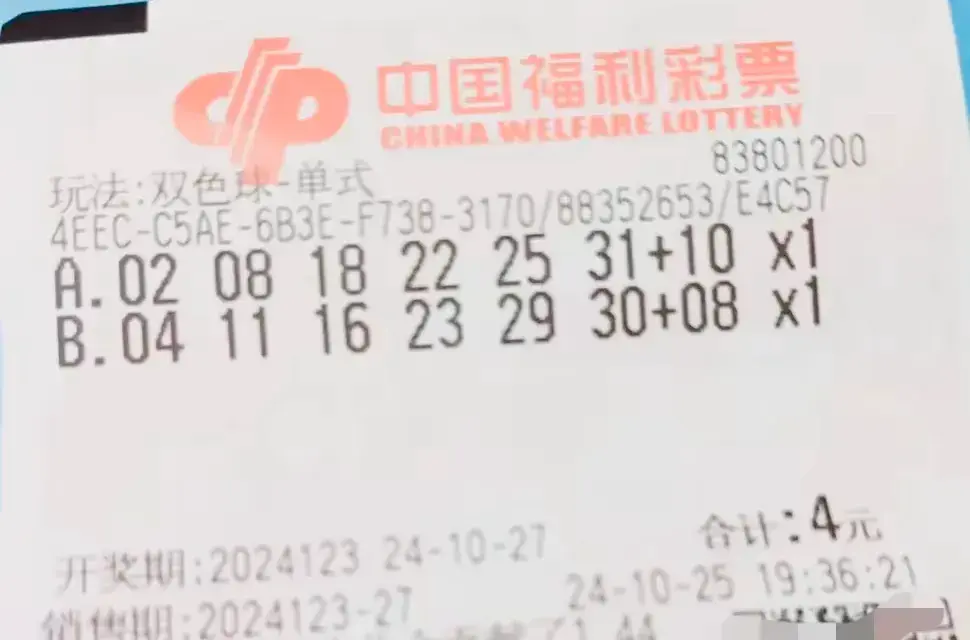 中国福利彩票
CHINA WELFARE LOTTERY
83801200
玩法:双色球-单式
4EEC-C5AE-6B3E-F738-3170/88352653/E4C57
A.02 08 18 22 25 31+10 x1
B.04 11 16 23 29 30+08 x1
合计:4元
开奖期:2024123 24-10-27
24-10-25 19:36:21
销售期:2024123-27
1.44